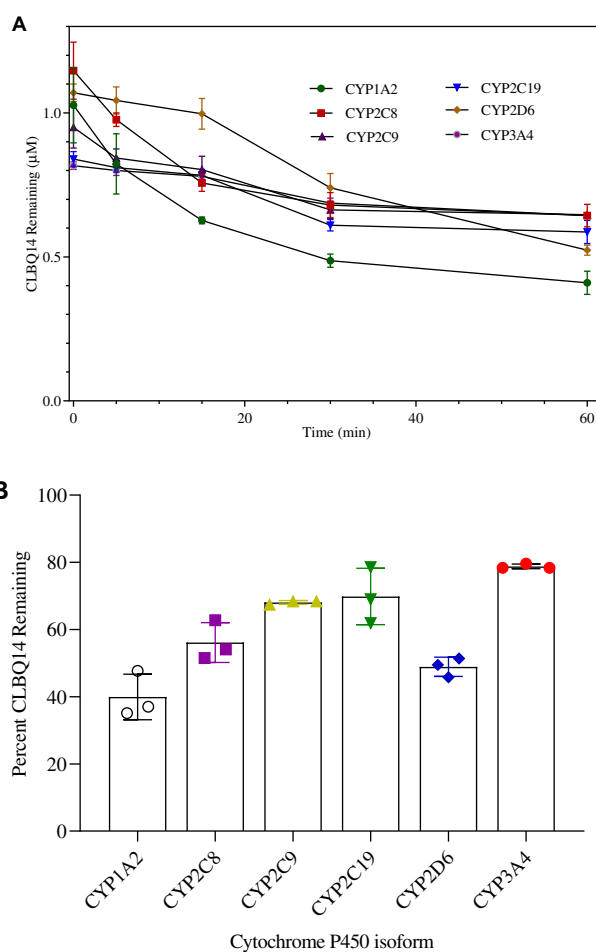 A
CLBQ14 Remaining (µM)
1.0
0.5
0.0
CYP1A2
CYP2C8
CYP2C9
CYP2C19
CYP2D6
CYP3A4
0
20
40
60
Time (min)
B
Percent CLBQ14 Remaining
100
80
60
40
20
0
CYP1A2
CYP2C8
CYP2C9
CYP2C19
CYP2D6
CYP3A4
Cytochrome P450 isoform